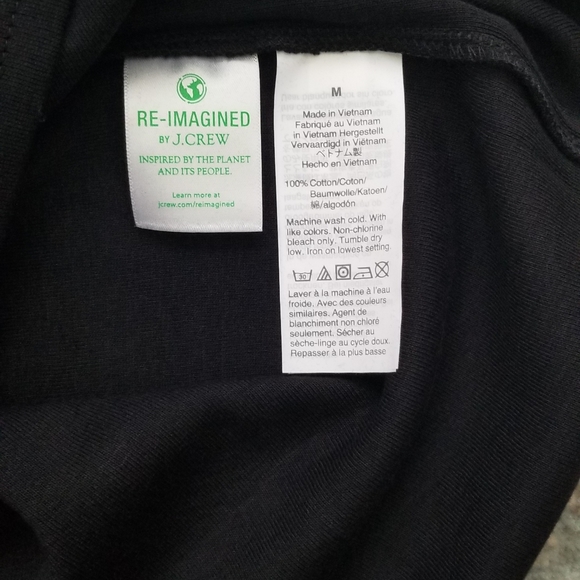 RE-IMAGINED
BY J.CREW
INSPIRED BY THE PLANET
AND ITS PEOPLE.
Learn more at
jcrew.com/reimagined
M
Made in Vietnam
Fabriqué au Vietnam
in Vietnam Hergestellt
Vervaardigd in Vietnam
ベトナム製
Hecho en Vietnam
100% Cotton/Coton/
Baumwolle/Katoen/
綿/algodón
Machine wash cold. With
like colors. Non-chlorine
bleach only. Tumble dry
low. Iron on lowest setting.
30
Laver à la machine à l'eau
froide. Avec des couleurs
similaires. Agent de
blanchiment non chloré
seulement. Sécher au
sèche-linge au cycle doux.
Repasser à la plus basse